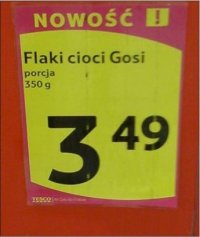 NOWOŚĆ !
Flaki cioci Gosi
porcja
350 g
3 49
TESCO